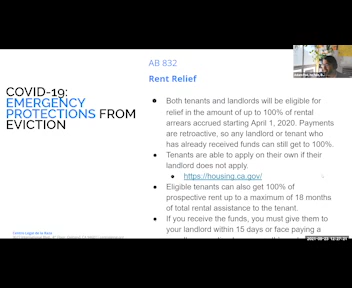 AB 832
Rent Relief
COVID-19:
EMERGENCY
PROTECTIONS FROM
EVICTION
Both tenants and landlords will be eligible for
relief in the amount of up to 100% of rental
arrears accrued starting April 1, 2020. Payments
are retroactive, so any landlord or tenant who
has already received funds can still get to 100%.
Tenants are able to apply on their own if their
landlord does not apply.
https://housing.ca.gov/
Eligible tenants can also get 100% of
prospective rent up to a maximum of 18 months
of total rental assistance to the tenant.
If you receive the funds, you must give them to
your landlord within 15 days or face paying a
Centro Legal de la Raza